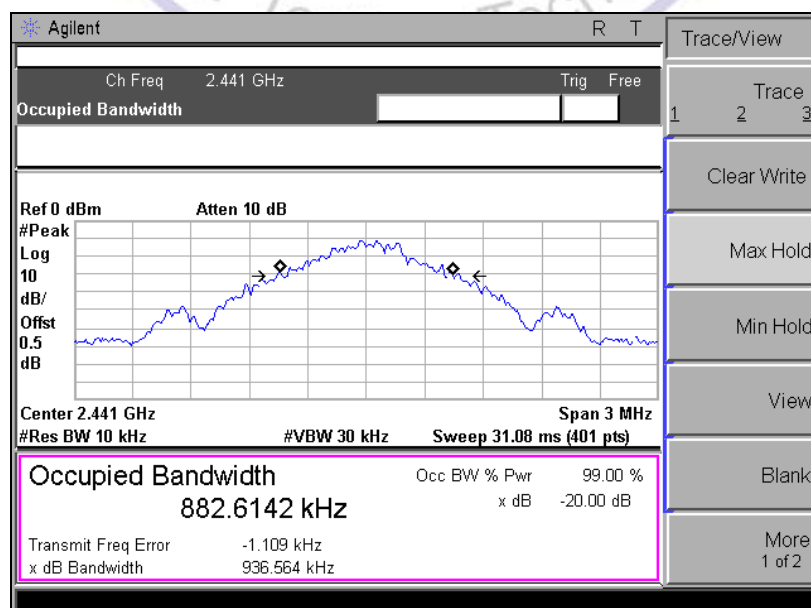 Agilent R T
Trace/View
Ch Freq 2.441 GHz Trig Free
Occupied Bandwidth
Trace
1 2 3
Clear Write
Max Hold
Min Hold
View
Blank
More
1 of 2
Ref 0 dBm Atten 10 dB
#Peak
Log
10
dB/
Offst
0.5
dB
Center 2.441 GHz Span 3 MHz
#Res BW 10 kHz #VBW 30 kHz Sweep 31.08 ms (401 pts)
Occupied Bandwidth Occ BW % Pwr 99.00 %
882.6142 kHz x dB -20.00 dB
Transmit Freq Error -1.109 kHz
x dB Bandwidth 936.564 kHz